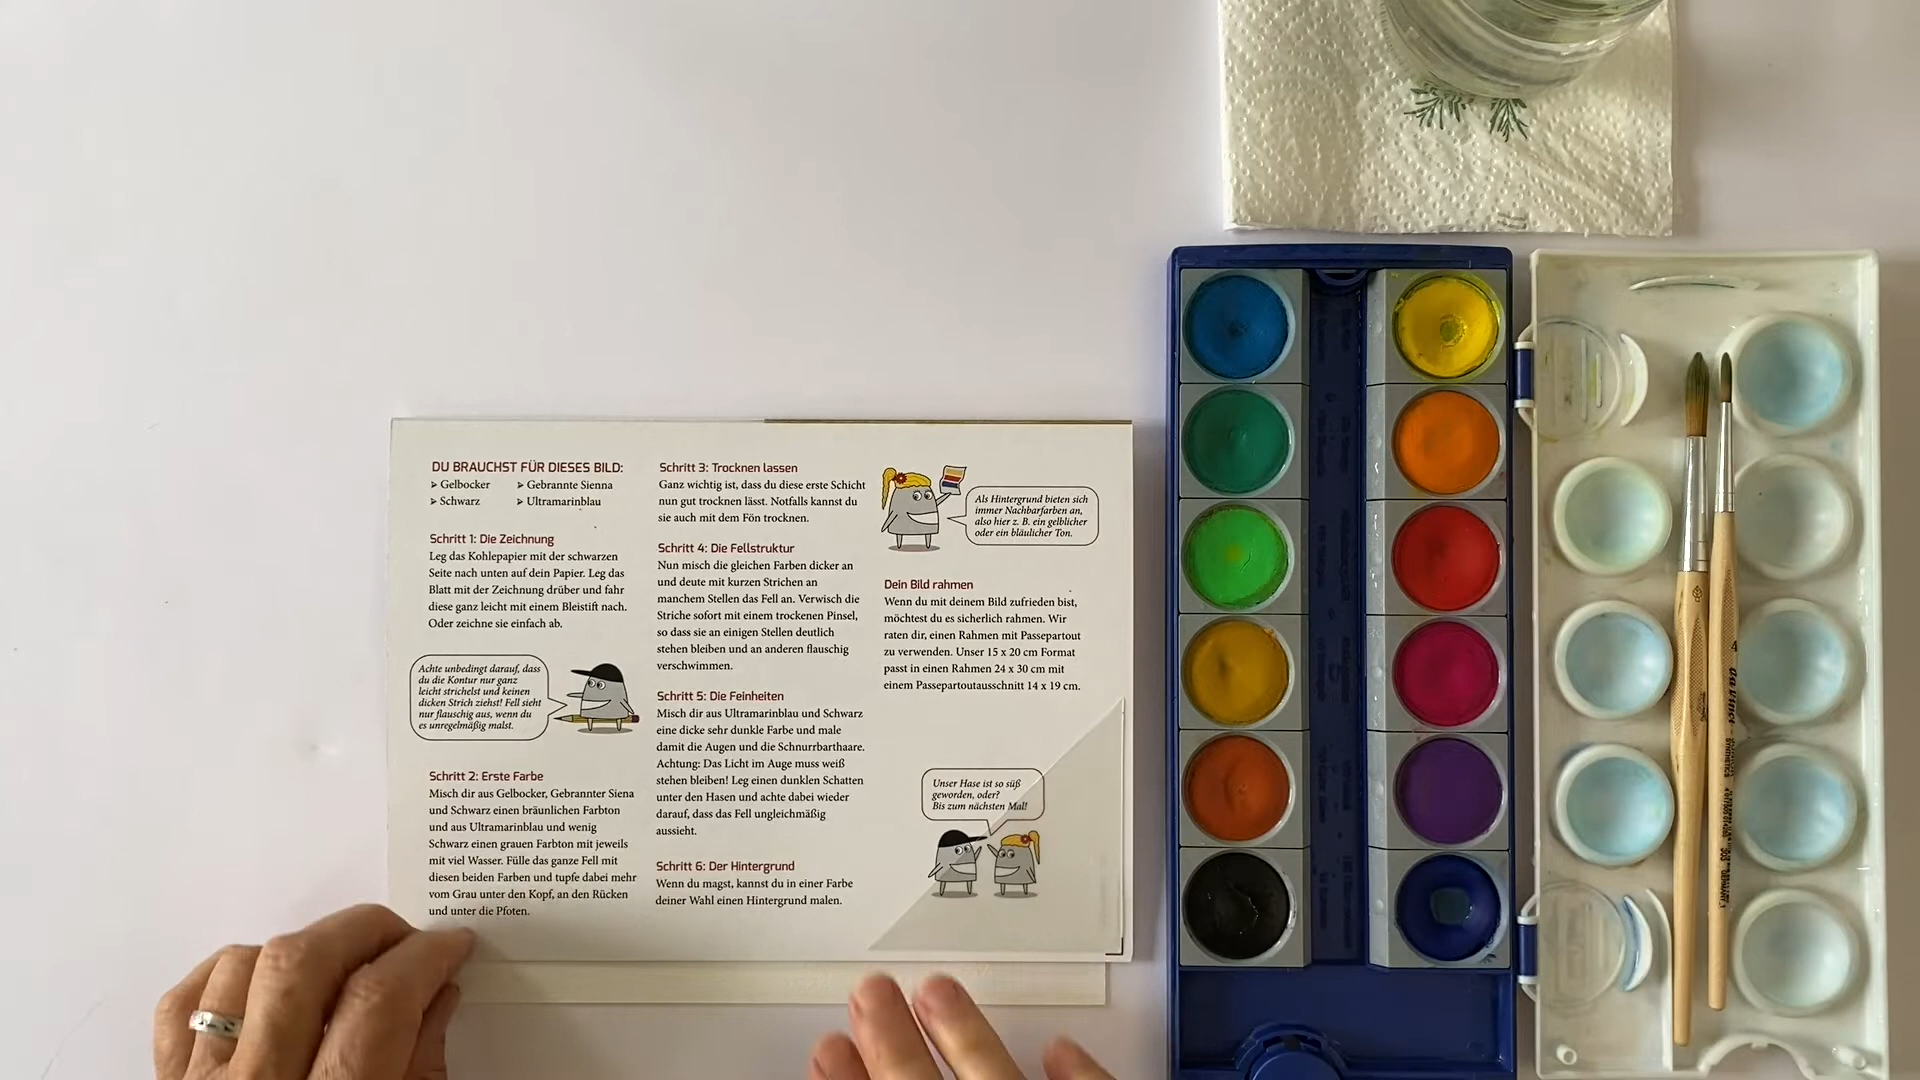 DU BRAUCHST FÜR DIESES BILD:
➢ Gelbocker ➢ Gebrannte Sienna
➢ Schwarz ➢ Ultramarinblau
Schritt 1: Die Zeichnung
Leg das Kohlepapier mit der schwarzen
Seite nach unten auf dein Papier. Leg das
Blatt mit der Zeichnung drüber und fahr
diese ganz leicht mit einem Bleistift nach.
Oder zeichne sie einfach ab.
Achte unbedingt darauf, dass
du die Kontur nur ganz
leicht strichelst und keinen
dicken Strich ziehst! Fell sieht
nur flauschig aus, wenn du
es unregelmäßig malst.
Schritt 2: Erste Farbe
Misch dir aus Gelbocker, Gebrannter Siena
und Schwarz einen bräunlichen Farbton
und aus Ultramarinblau und wenig
Schwarz einen grauen Farbton mit jeweils
mit viel Wasser. Fülle das ganze Fell mit
diesen beiden Farben und tupfe dabei mehr
vom Grau unter den Kopf, an den Rücken
und unter die Pfoten.
Schritt 3: Trocknen lassen
Ganz wichtig ist, dass du diese erste Schicht
nun gut trocknen lässt. Notfalls kannst du
sie auch mit dem Fön trocknen.
Schritt 4: Die Fellstruktur
Nun misch die gleichen Farben dicker an
und deute mit kurzen Strichen an
manchem Stellen das Fell an. Verwisch die
Striche sofort mit einem trockenen Pinsel,
so dass sie an einigen Stellen deutlich
stehen bleiben und an anderen flauschig
verschwimmen.
Schritt 5: Die Feinheiten
Misch dir aus Ultramarinblau und Schwarz
eine dicke sehr dunkle Farbe und male
damit die Augen und die Schnurrbarthaare.
Achtung: Das Licht im Auge muss weiß
stehen bleiben! Leg einen dunklen Schatten
unter den Hasen und achte dabei wieder
darauf, dass das Fell ungleichmäßig
aussieht.
Schritt 6: Der Hintergrund
Wenn du magst, kannst du in einer Farbe
deiner Wahl einen Hintergrund malen.
Als Hintergrund bieten sich
immer Nachbarfarben an,
also hier z. B. ein gelblicher
oder ein bläulicher Ton.
Dein Bild rahmen
Wenn du mit deinem Bild zufrieden bist,
möchtest du es sicherlich rahmen. Wir
raten dir, einen Rahmen mit Passepartout
zu verwenden. Unser 15 x 20 cm Format
passt in einen Rahmen 24 x 30 cm mit
einem Passepartoutausschnitt 14 x 19 cm.
Unser Hase ist so süß
geworden, oder?
Bis zum nächsten Mal!
4 da Vinci